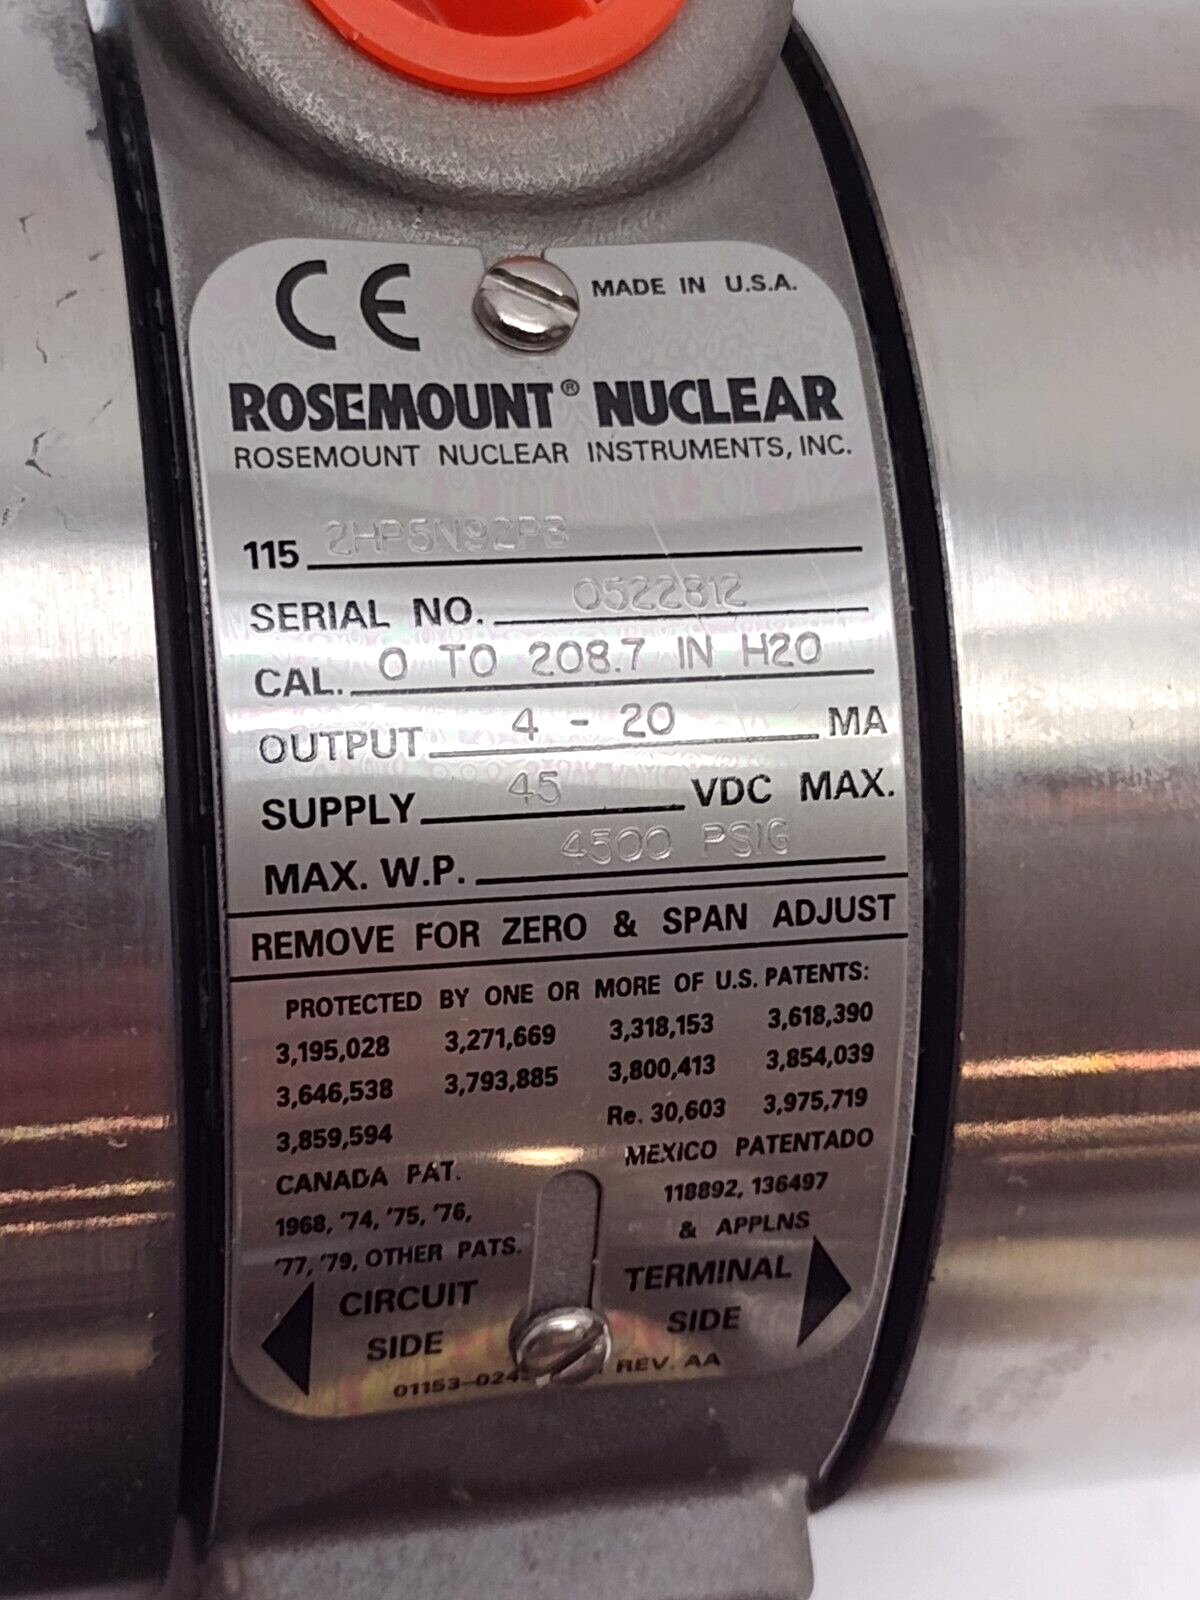 CE MADE IN U.S.A.
ROSEMOUNT® NUCLEAR
ROSEMOUNT NUCLEAR INSTRUMENTS, INC.
115 2HP5N92PB
SERIAL NO. 0522812
CAL. 0 TO 208.7 IN H2O
OUTPUT 4 - 20 MA
SUPPLY 45 VDC MAX.
MAX. W.P. 4500 PSIG
REMOVE FOR ZERO & SPAN ADJUST
PROTECTED BY ONE OR MORE OF U.S. PATENTS:
3,195,028 3,271,669 3,318,153 3,618,390
3,646,538 3,793,885 3,800,413 3,854,039
3,859,594 Re. 30,603 3,975,719
CANADA PAT. MEXICO PATENTADO
1968, '74, '75, '76, 118892, 136497
'77, '79, OTHER PATS. & APPLNS
CIRCUIT TERMINAL
SIDE SIDE
REV. AA